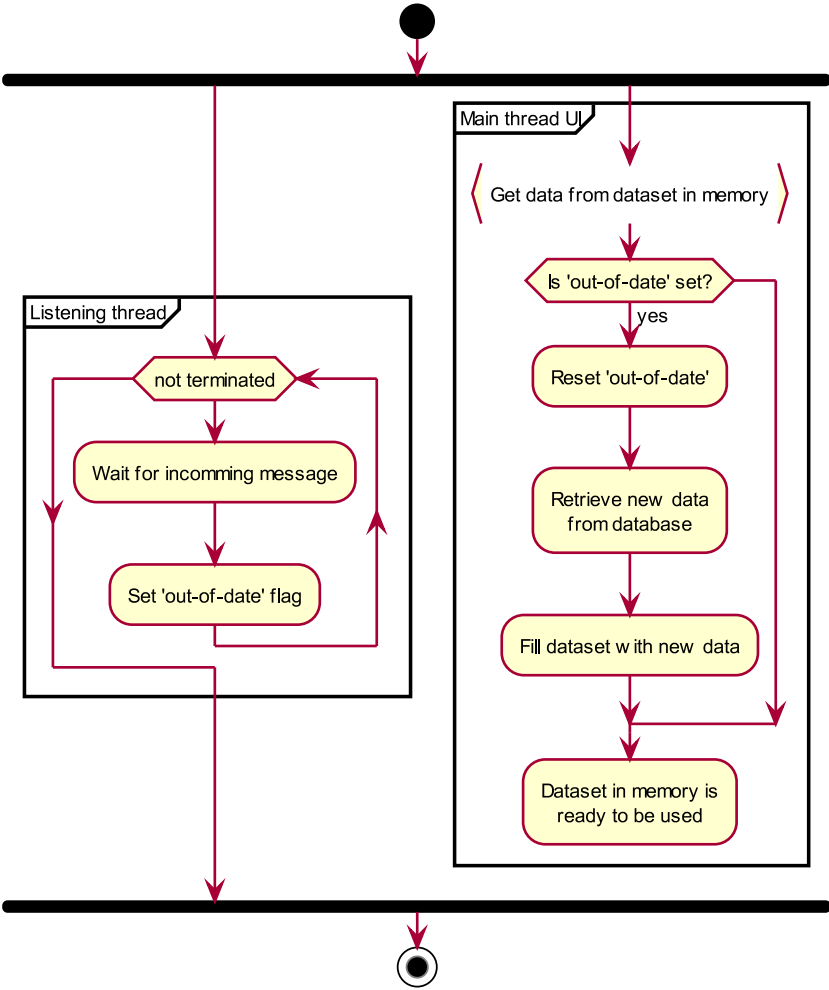 Main thread UI
Get data from dataset in memory
Is 'out-of-date' set?
yes
Reset 'out-of-date'
Retrieve new data
from database
Fill dataset with new data
Dataset in memory is
ready to be used
Listening thread
not terminated
Wait for incomming message
Set 'out-of-date' flag